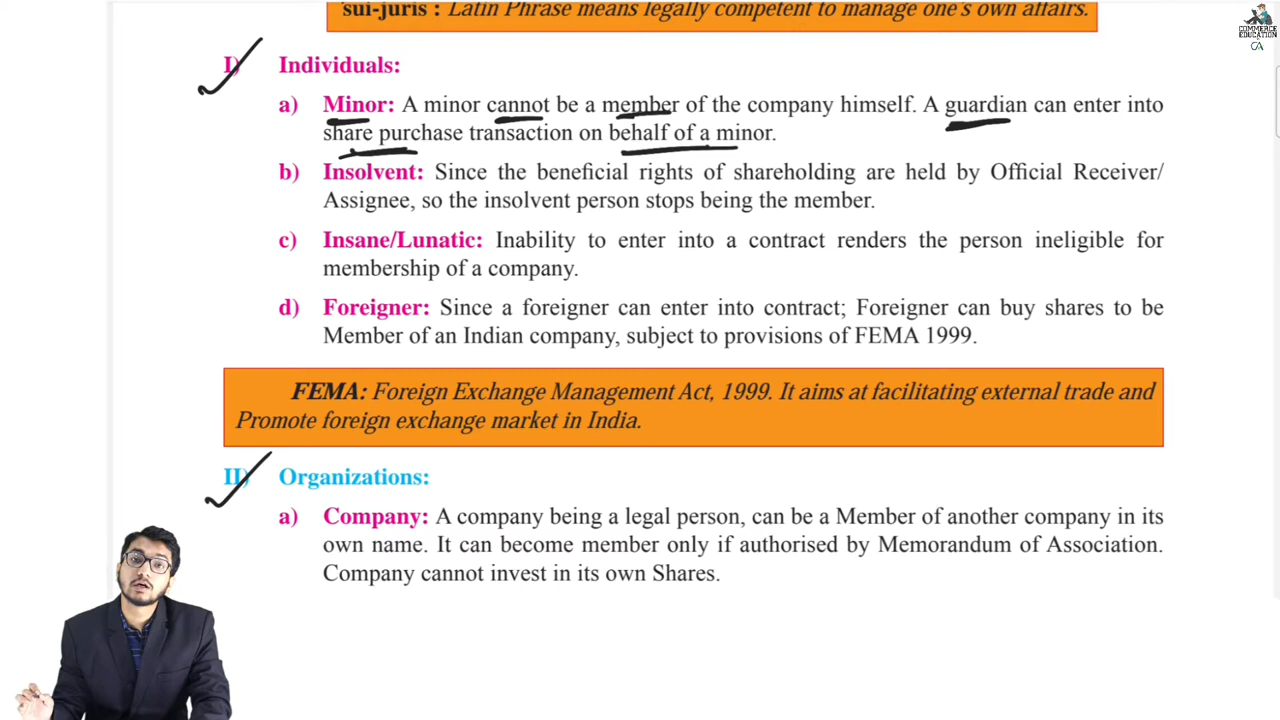 sui-juris : Latin Phrase means legally competent to manage one's own affairs.
COMMERCE
EDUCATION
CA
I) Individuals:
a) Minor: A minor cannot be a member of the company himself. A guardian can enter into
share purchase transaction on behalf of a minor.
b) Insolvent: Since the beneficial rights of shareholding are held by Official Receiver/
Assignee, so the insolvent person stops being the member.
c) Insane/Lunatic: Inability to enter into a contract renders the person ineligible for
membership of a company.
d) Foreigner: Since a foreigner can enter into contract; Foreigner can buy shares to be
Member of an Indian company, subject to provisions of FEMA 1999.
FEMA: Foreign Exchange Management Act, 1999. It aims at facilitating external trade and
Promote foreign exchange market in India.
II) Organizations:
a) Company: A company being a legal person, can be a Member of another company in its
own name. It can become member only if authorised by Memorandum of Association.
Company cannot invest in its own Shares.